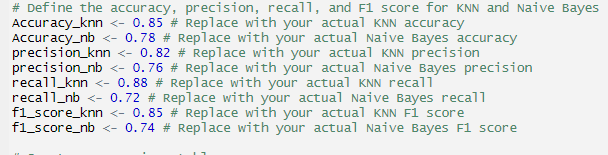 # Define the accuracy, precision, recall, and F1 score for KNN and Naive Bayes
Accuracy_knn <- 0.85 # Replace with your actual KNN accuracy
Accuracy_nb <- 0.78 # Replace with your actual Naive Bayes accuracy
precision_knn <- 0.82 # Replace with your actual KNN precision
precision_nb <- 0.76 # Replace with your actual Naive Bayes precision
recall_knn <- 0.88 # Replace with your actual KNN recall
recall_nb <- 0.72 # Replace with your actual Naive Bayes recall
f1_score_knn <- 0.85 # Replace with your actual KNN F1 score
f1_score_nb <- 0.74 # Replace with your actual Naive Bayes F1 score